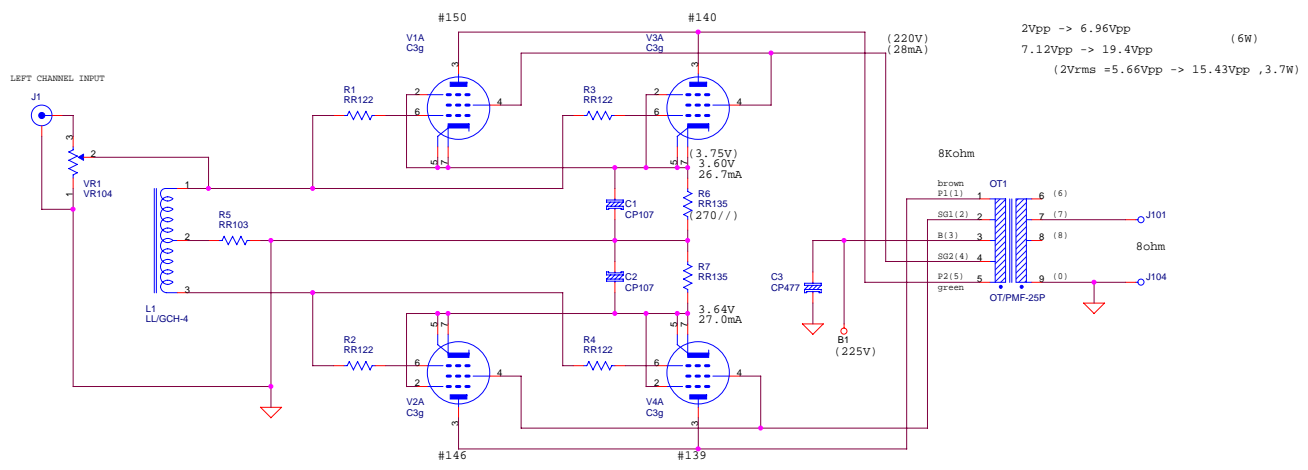 #150
#140
2Vpp -> 6.96Vpp
(6W)
7.12Vpp -> 19.4Vpp
(2Vrms =5.66Vpp -> 15.43Vpp ,3.7W)
V1A
C3g
V3A
C3g
(220V)
(28mA)
3
3
LEFT CHANNEL INPUT
J1
R1
RR122
2
6
4
R3
RR122
2
6
4
3
2
1
VR1
VR104
5
7
5
7
(3.75V)
3.60V
26.7mA
8Kohm
L1
LL/GCH-4
1
2
3
R5
RR103
C1
CP107
R6
RR135
(270//)
C2
CP107
R7
RR135
C3
CP477
B1
(225V)
brown
OT1
P1(1)
1
6
(6)
SG1(2)
2
7
(7)
J101
B(3)
3
8
(8)
8ohm
SG2(4)
4
P2(5)
5
9
(0)
J104
green
OT/PMF-25P
3.64V
27.0mA
5
7
5
7
R2
RR122
6
2
4
R4
RR122
6
2
4
V2A
C3g
V4A
C3g
3
3
#146
#139